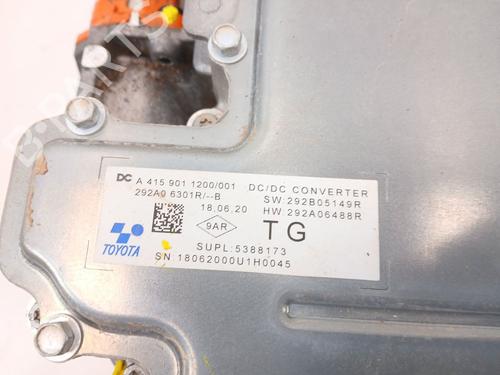 B-PARTS
DC A 415 901 1200/001 DC/DC CONVERTER
292A0 6301R/--B SW:292B05149R
18.06.20 HW:292A06488R
9AR TG
TOYOTA
SUPL:5388173
SN 18062000U1H0045